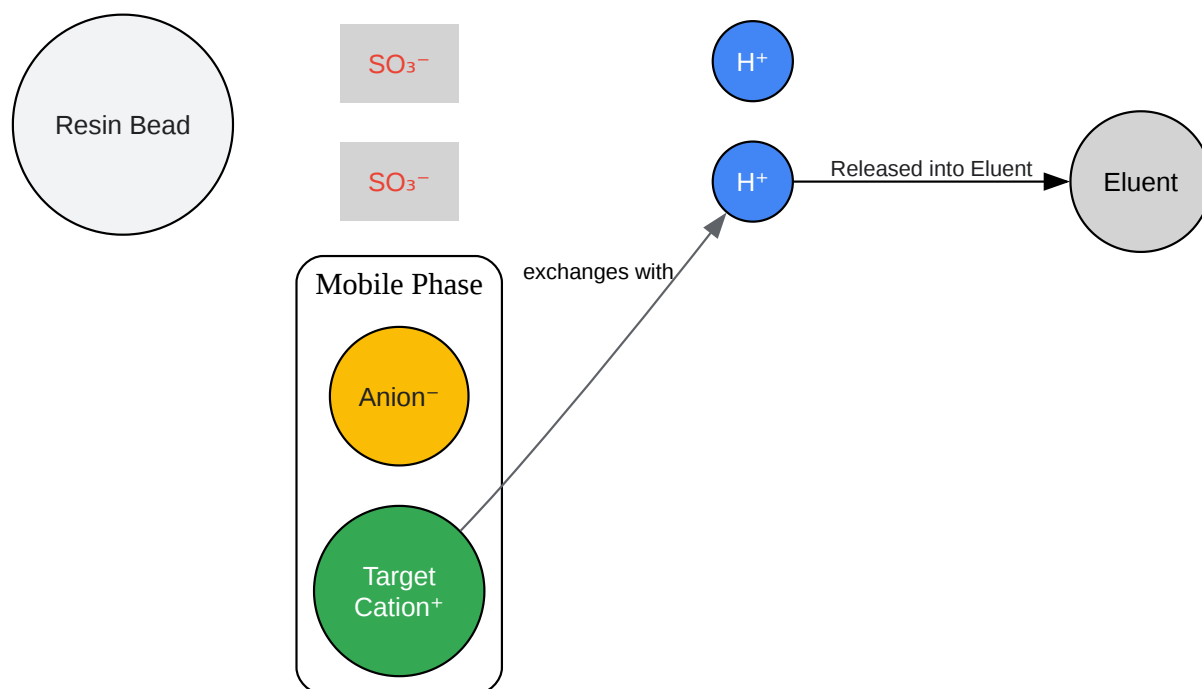 Resin Bead
SO₃⁻
H⁺
SO₃⁻
H⁺
Released into Eluent
Eluent
exchanges with
Mobile Phase
Anion⁻
Target
Cation⁺